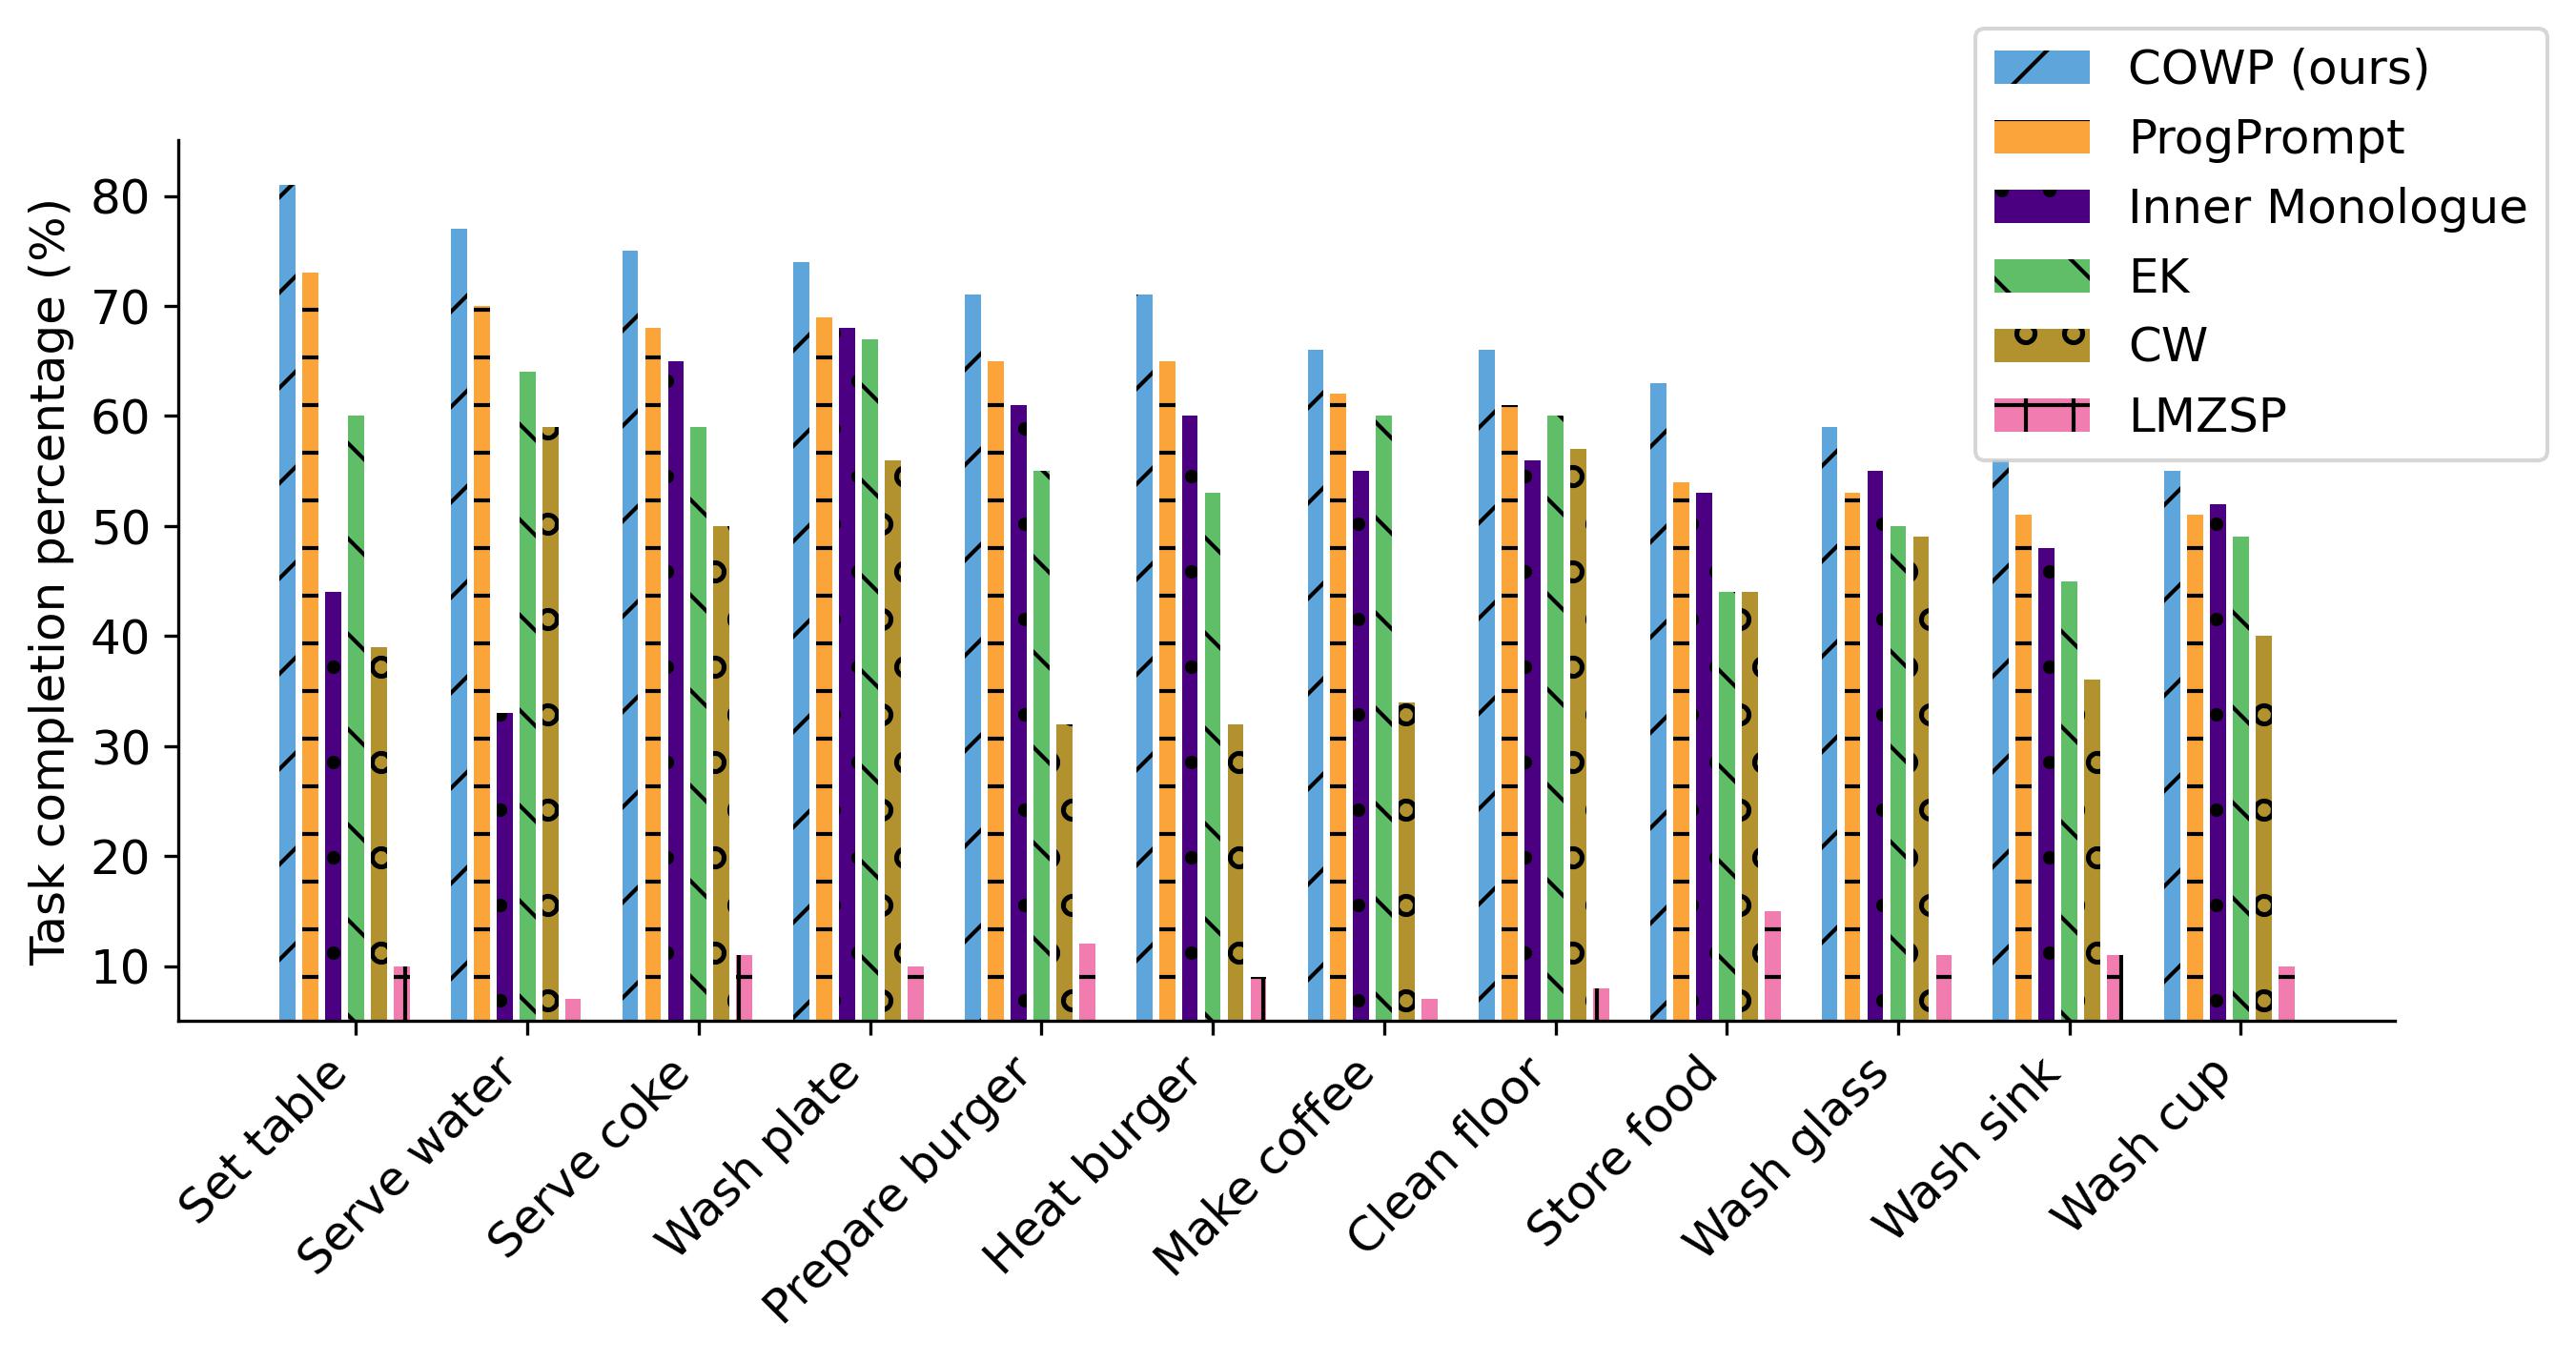 COWP (ours)
ProgPrompt
Inner Monologue
EK
CW
LMZSP
Task completion percentage (%)
80
70
60
50
40
30
20
10
Set table
Serve water
Serve coke
Wash plate
Prepare burger
Heat burger
Make coffee
Clean floor
Store food
Wash glass
Wash sink
Wash cup